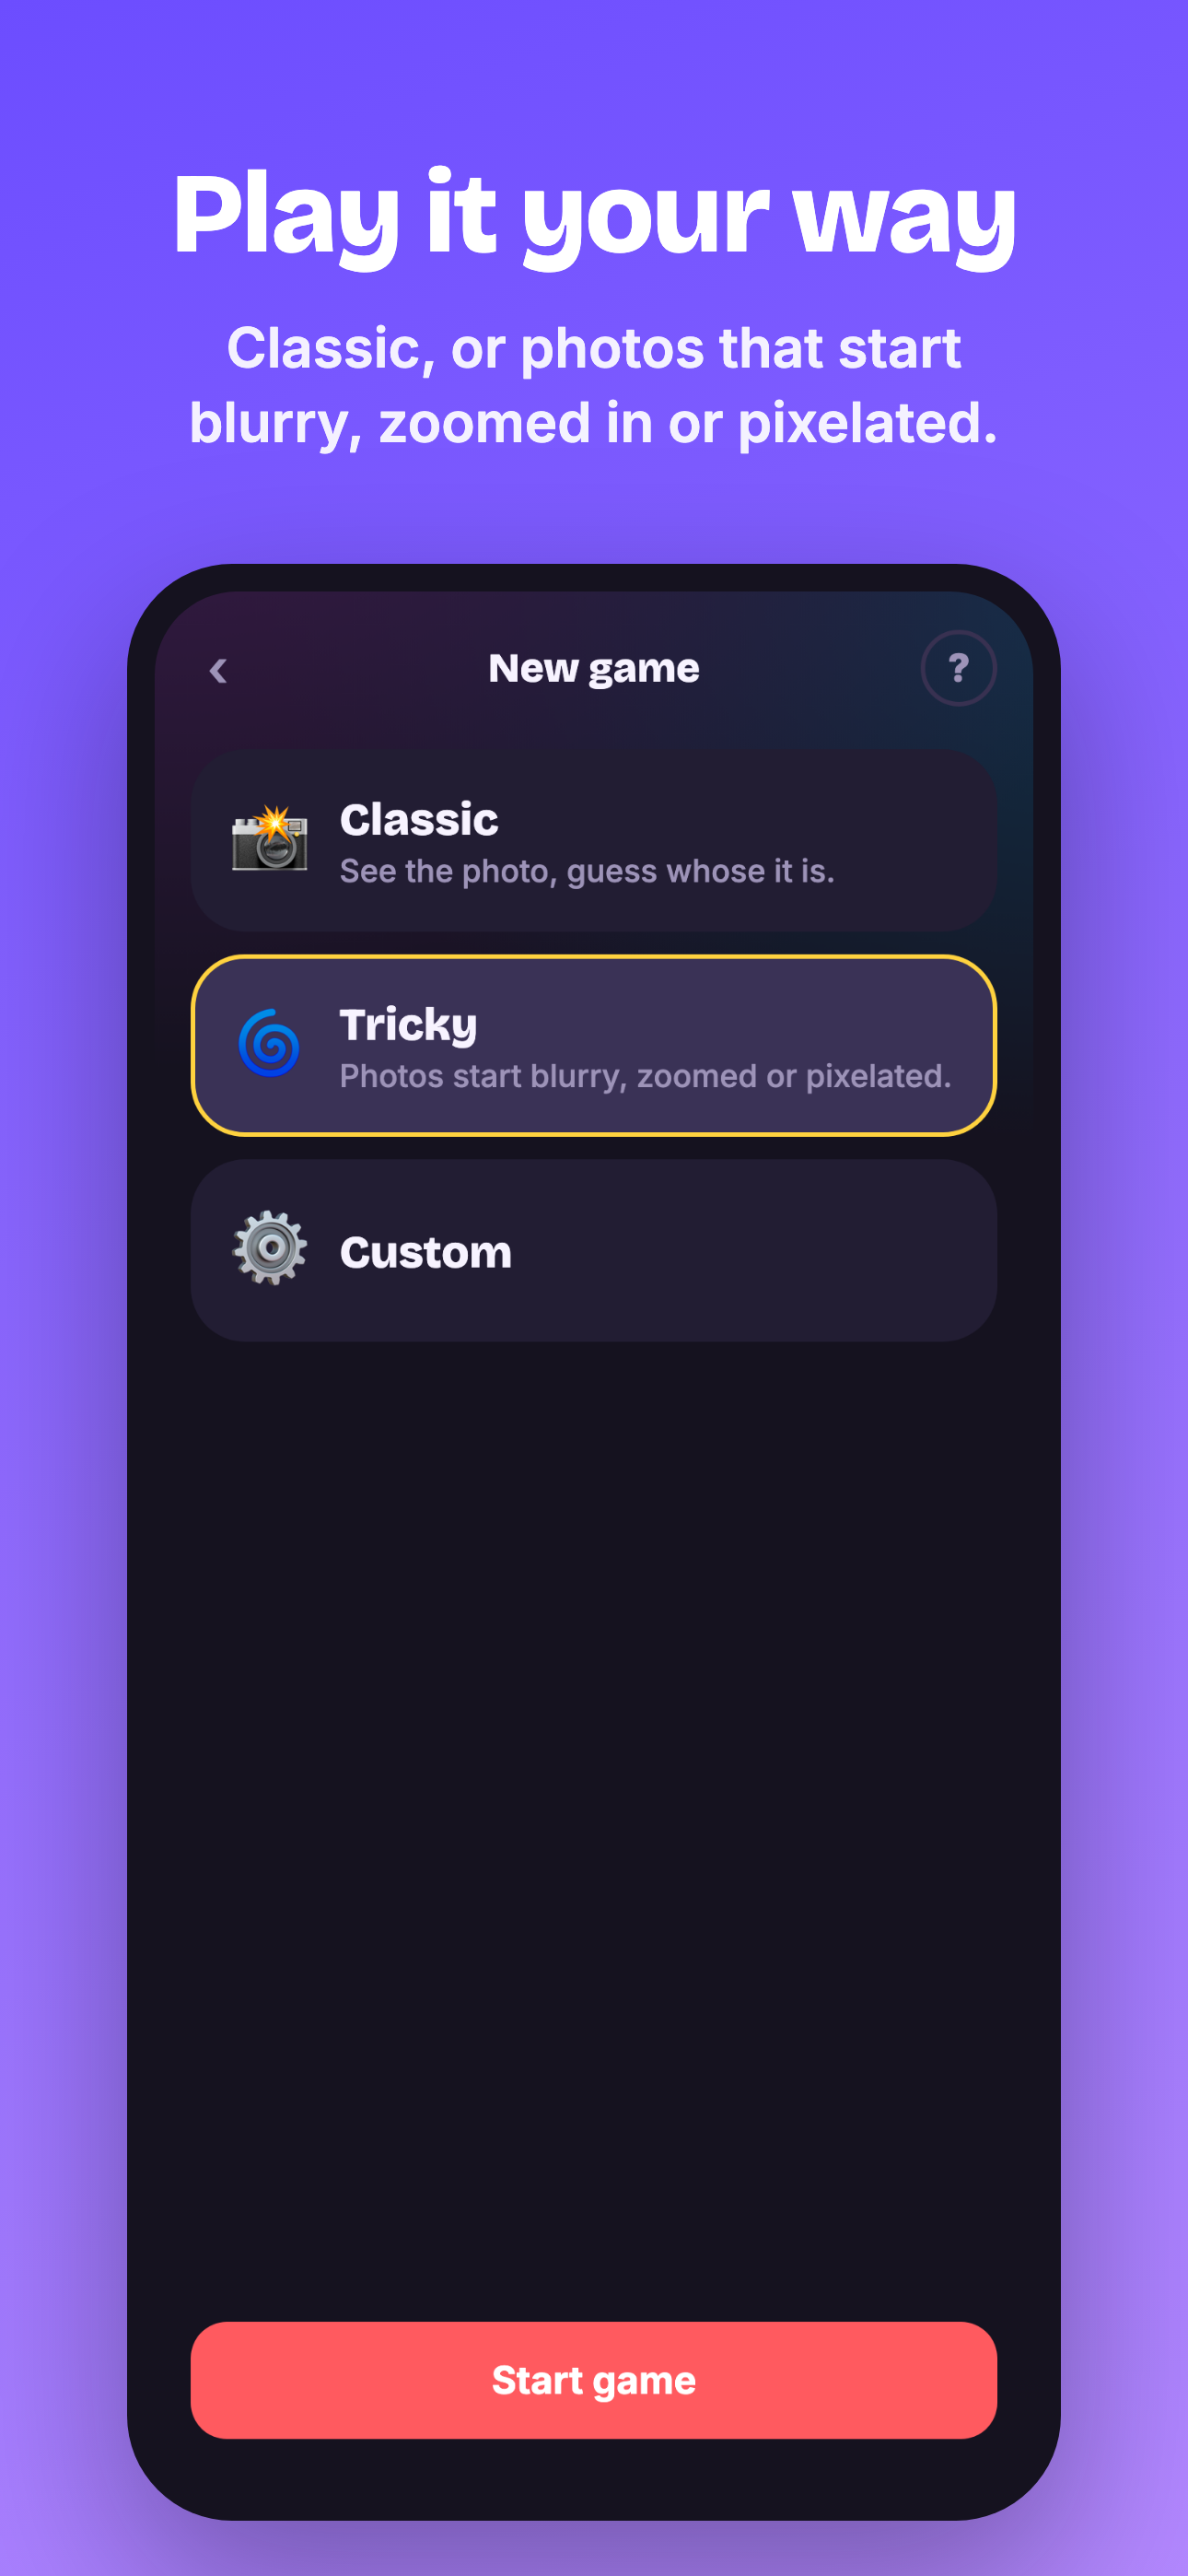 Play it your way
Classic, or photos that start
blurry, zoomed in or pixelated.
‹ New game ?
Classic
See the photo, guess whose it is.
Tricky
Photos start blurry, zoomed or pixelated.
Custom
Start game